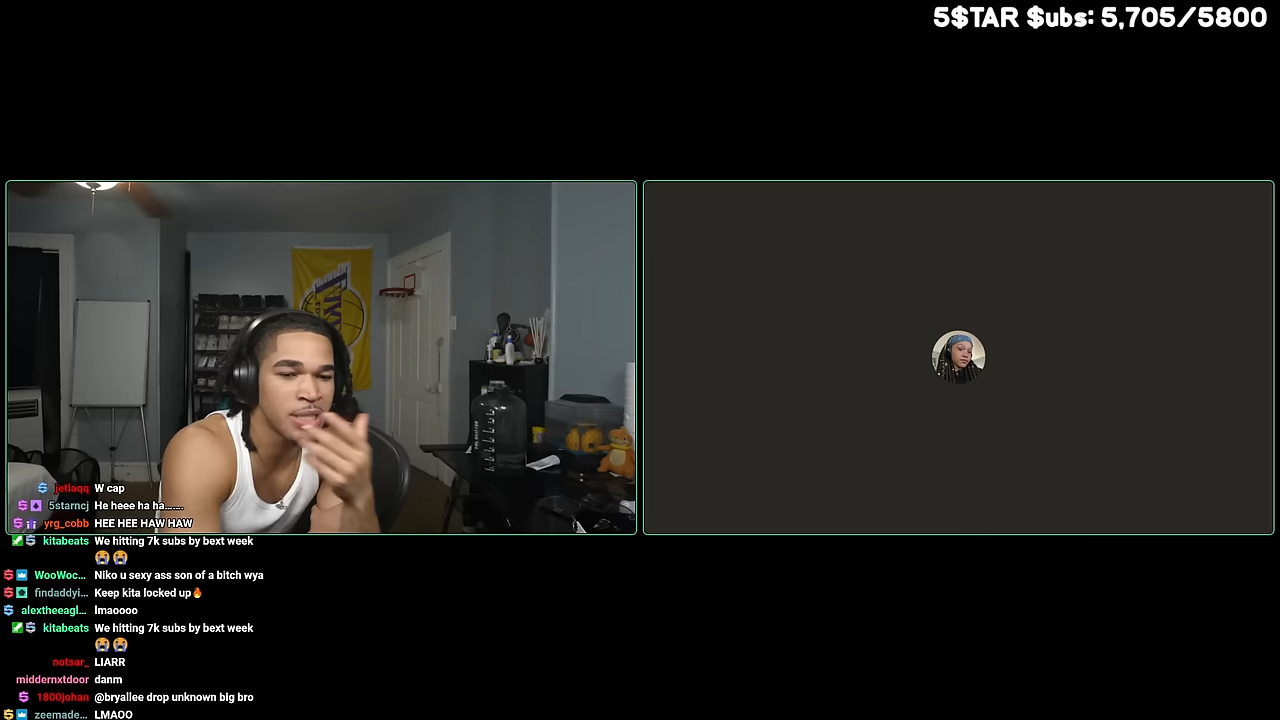 5$TAR $ubs: 5,705/5800
jetlaqq W cap
5starncj He heee ha ha.......
yrg_cobb HEE HEE HAW HAW
kitabeats We hitting 7k subs by bext week
😭😭
WooWoc... Niko u sexy ass son of a bitch wya
findaddyi... Keep kita locked up🔥
alextheeagl... lmaoooo
kitabeats We hitting 7k subs by bext week
😭😭
notsar_ LIARR
middernxtdoor danm
1800johan @bryallee drop unknown big bro
zeemade... LMAOO